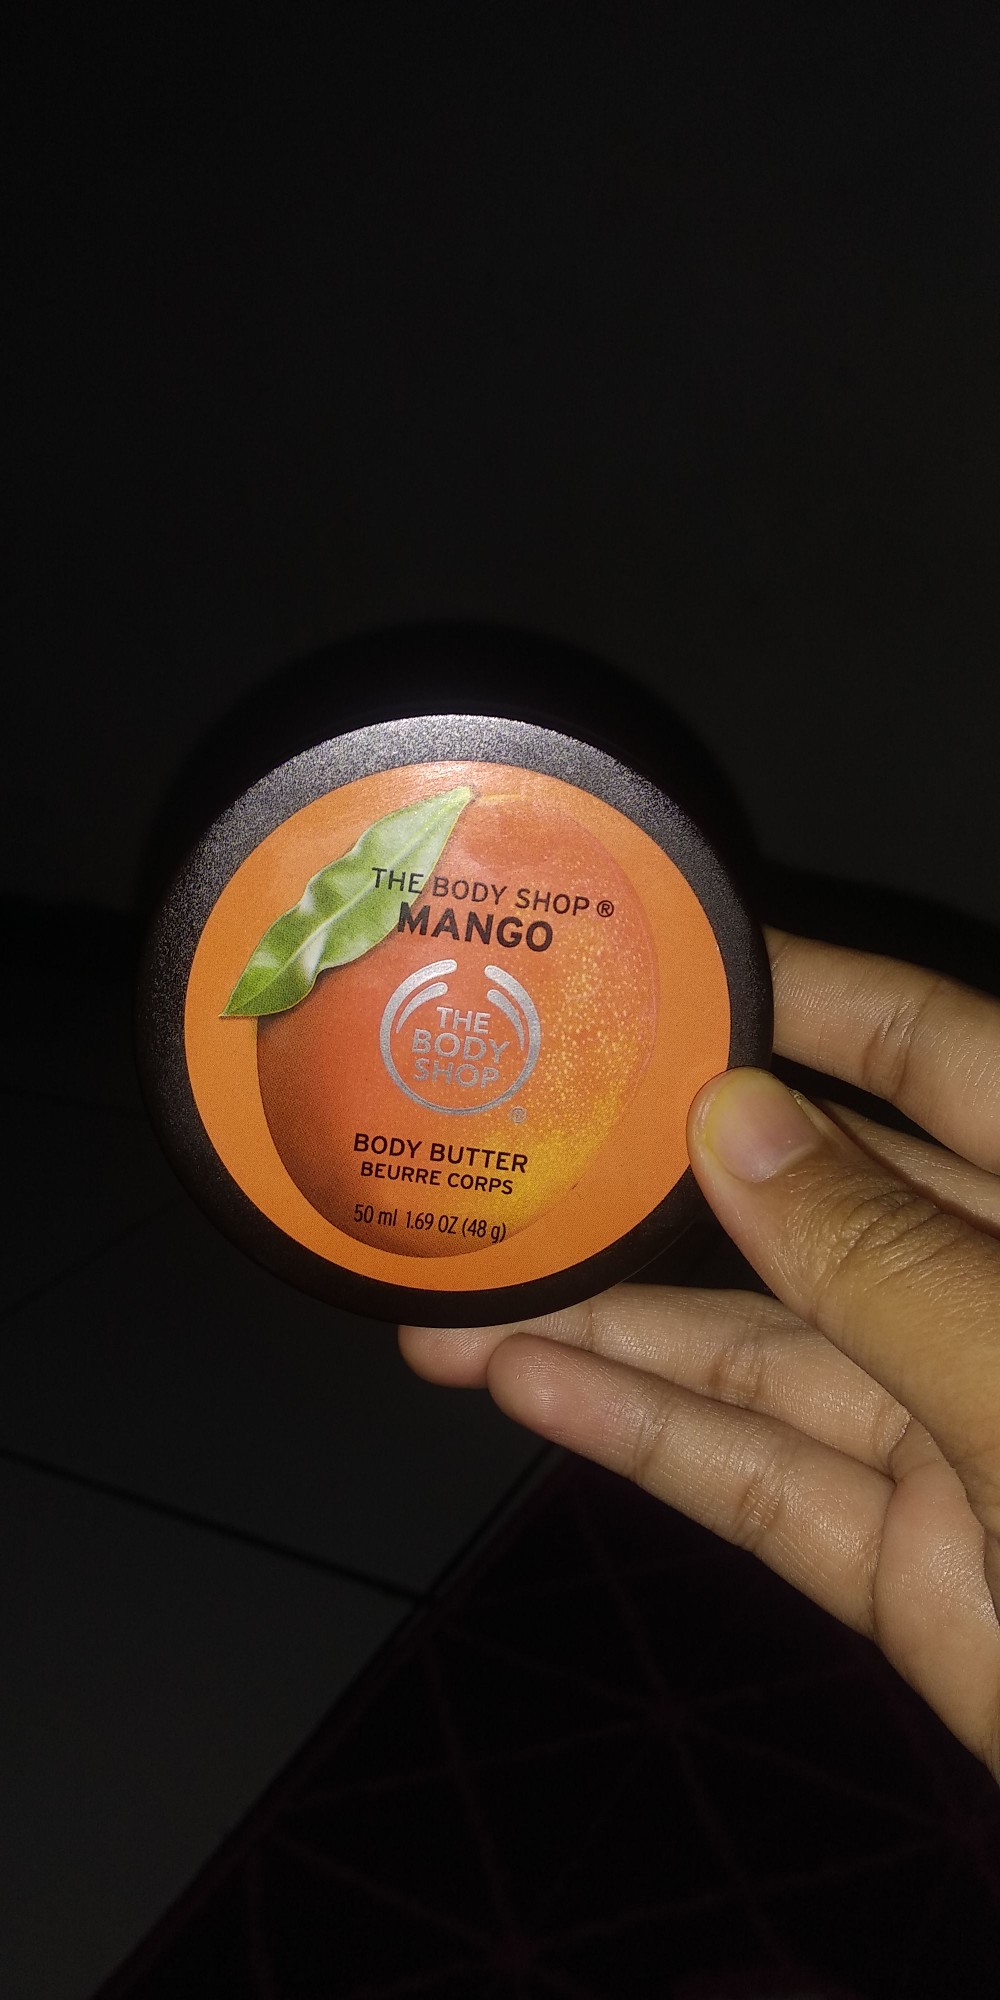 THE BODY SHOP ®
MANGO
THE
BODY
SHOP
®
BODY BUTTER
BEURRE CORPS
50 ml 1.69 OZ (48 g)